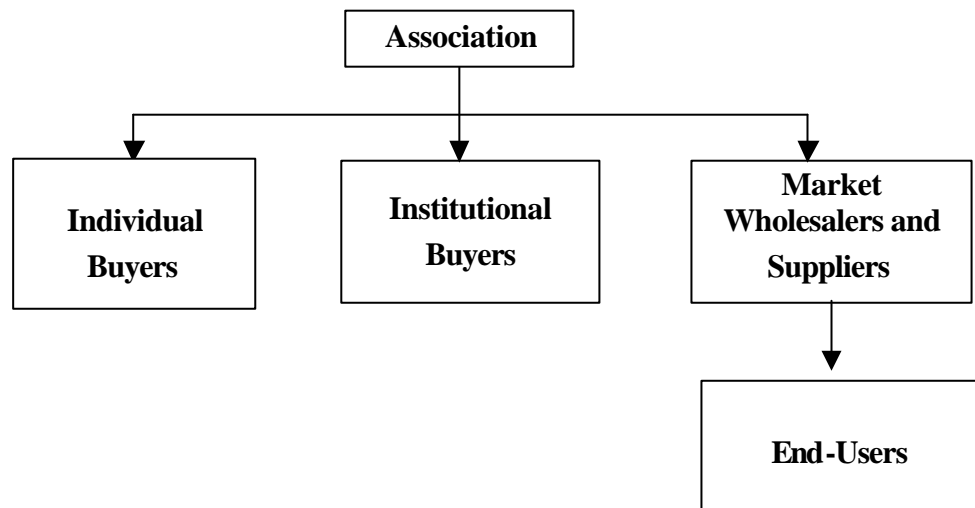 Association
Individual
Buyers
Institutional
Buyers
Market
Wholesalers and
Suppliers
End-Users